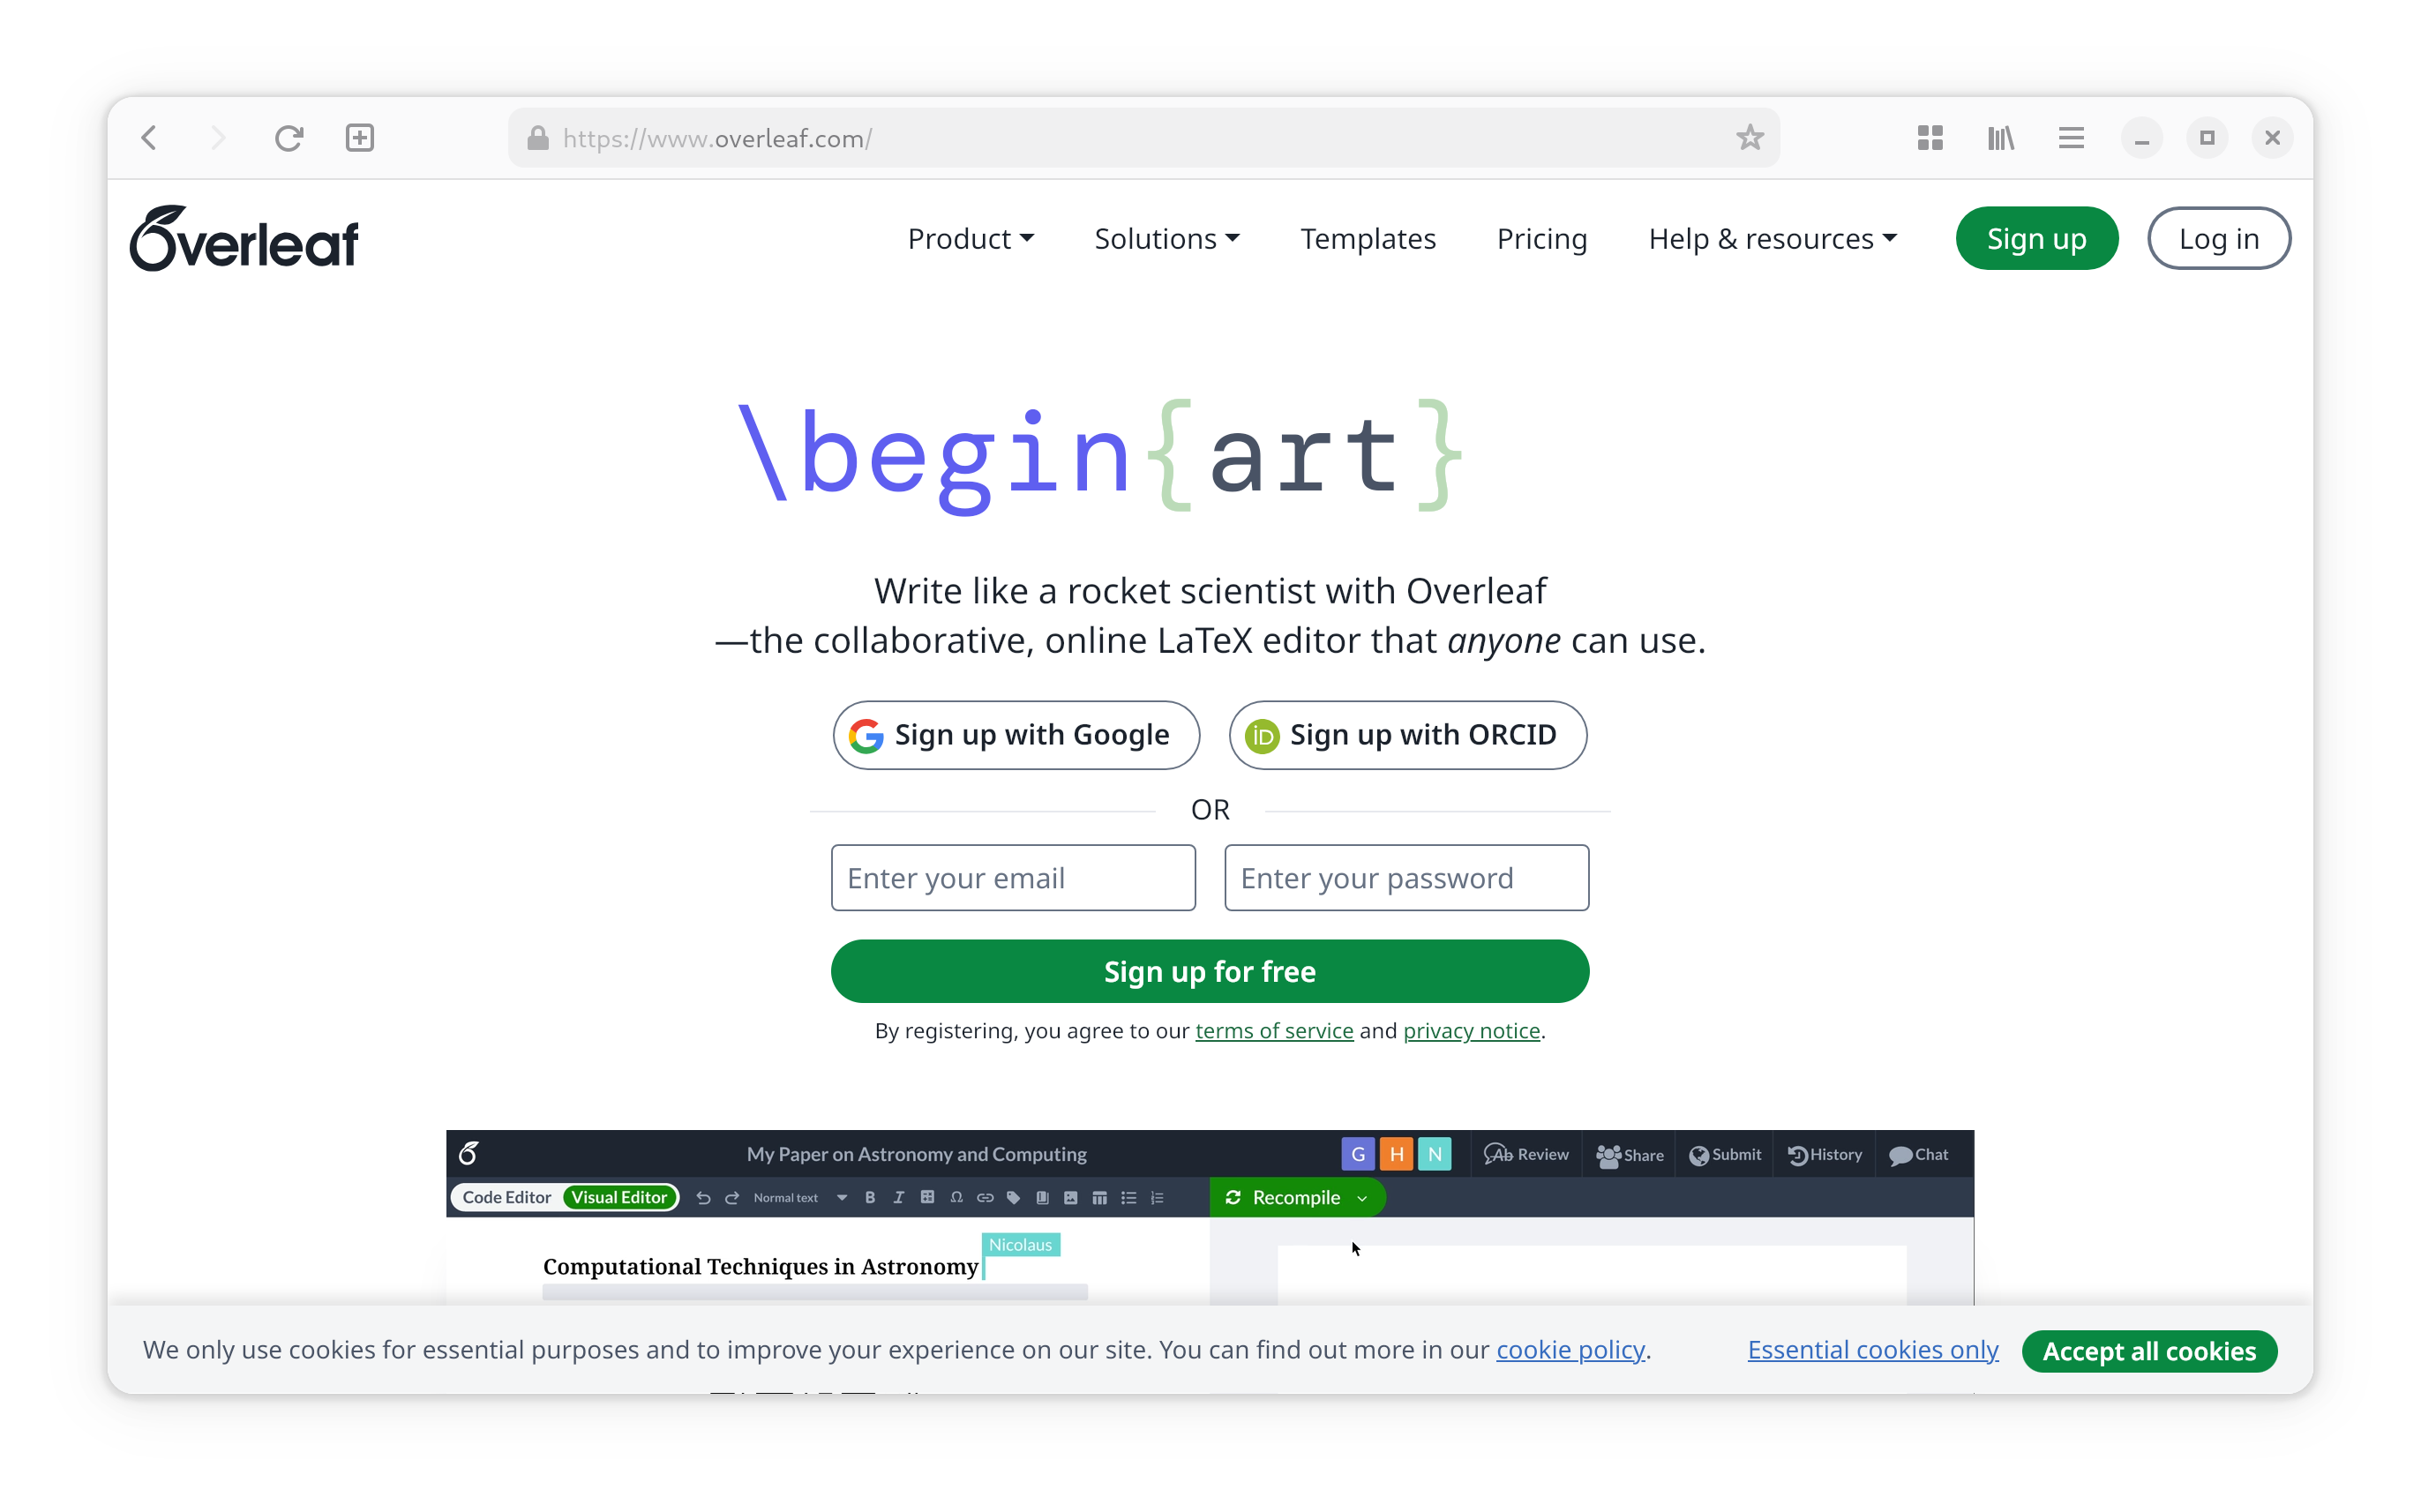 https://www.overleaf.com/
Overleaf
Product
Solutions
Templates
Pricing
Help & resources
Sign up
Log in
\begin{art}
Write like a rocket scientist with Overleaf
—the collaborative, online LaTeX editor that anyone can use.
Sign up with Google
iD Sign up with ORCID
OR
Enter your email
Enter your password
Sign up for free
By registering, you agree to our terms of service and privacy notice.
My Paper on Astronomy and Computing
G H N
Review
Share
Submit
History
Chat
Code Editor
Visual Editor
Normal text
Recompile
Nicolaus
Computational Techniques in Astronomy
We only use cookies for essential purposes and to improve your experience on our site. You can find out more in our cookie policy.
Essential cookies only
Accept all cookies